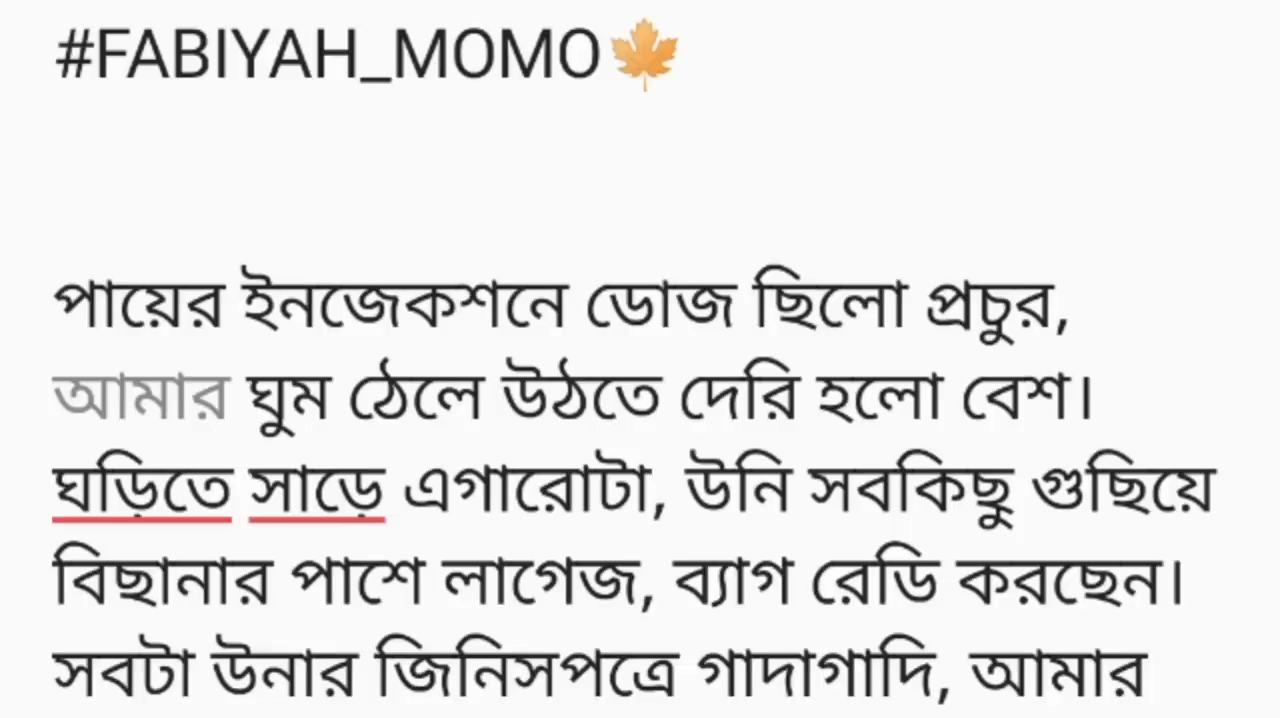 #FABIYAH_MOMO🍁
পায়ের ইনজেকশনে ডোজ ছিলো প্রচুর,
আমার ঘুম ঠেলে উঠতে দেরি হলো বেশ।
ঘড়িতে সাড়ে এগারোটা, উনি সবকিছু গুছিয়ে
বিছানার পাশে লাগেজ, ব্যাগ রেডি করছেন।
সবটা উনার জিনিসপত্রে গাদাগাদি, আমার